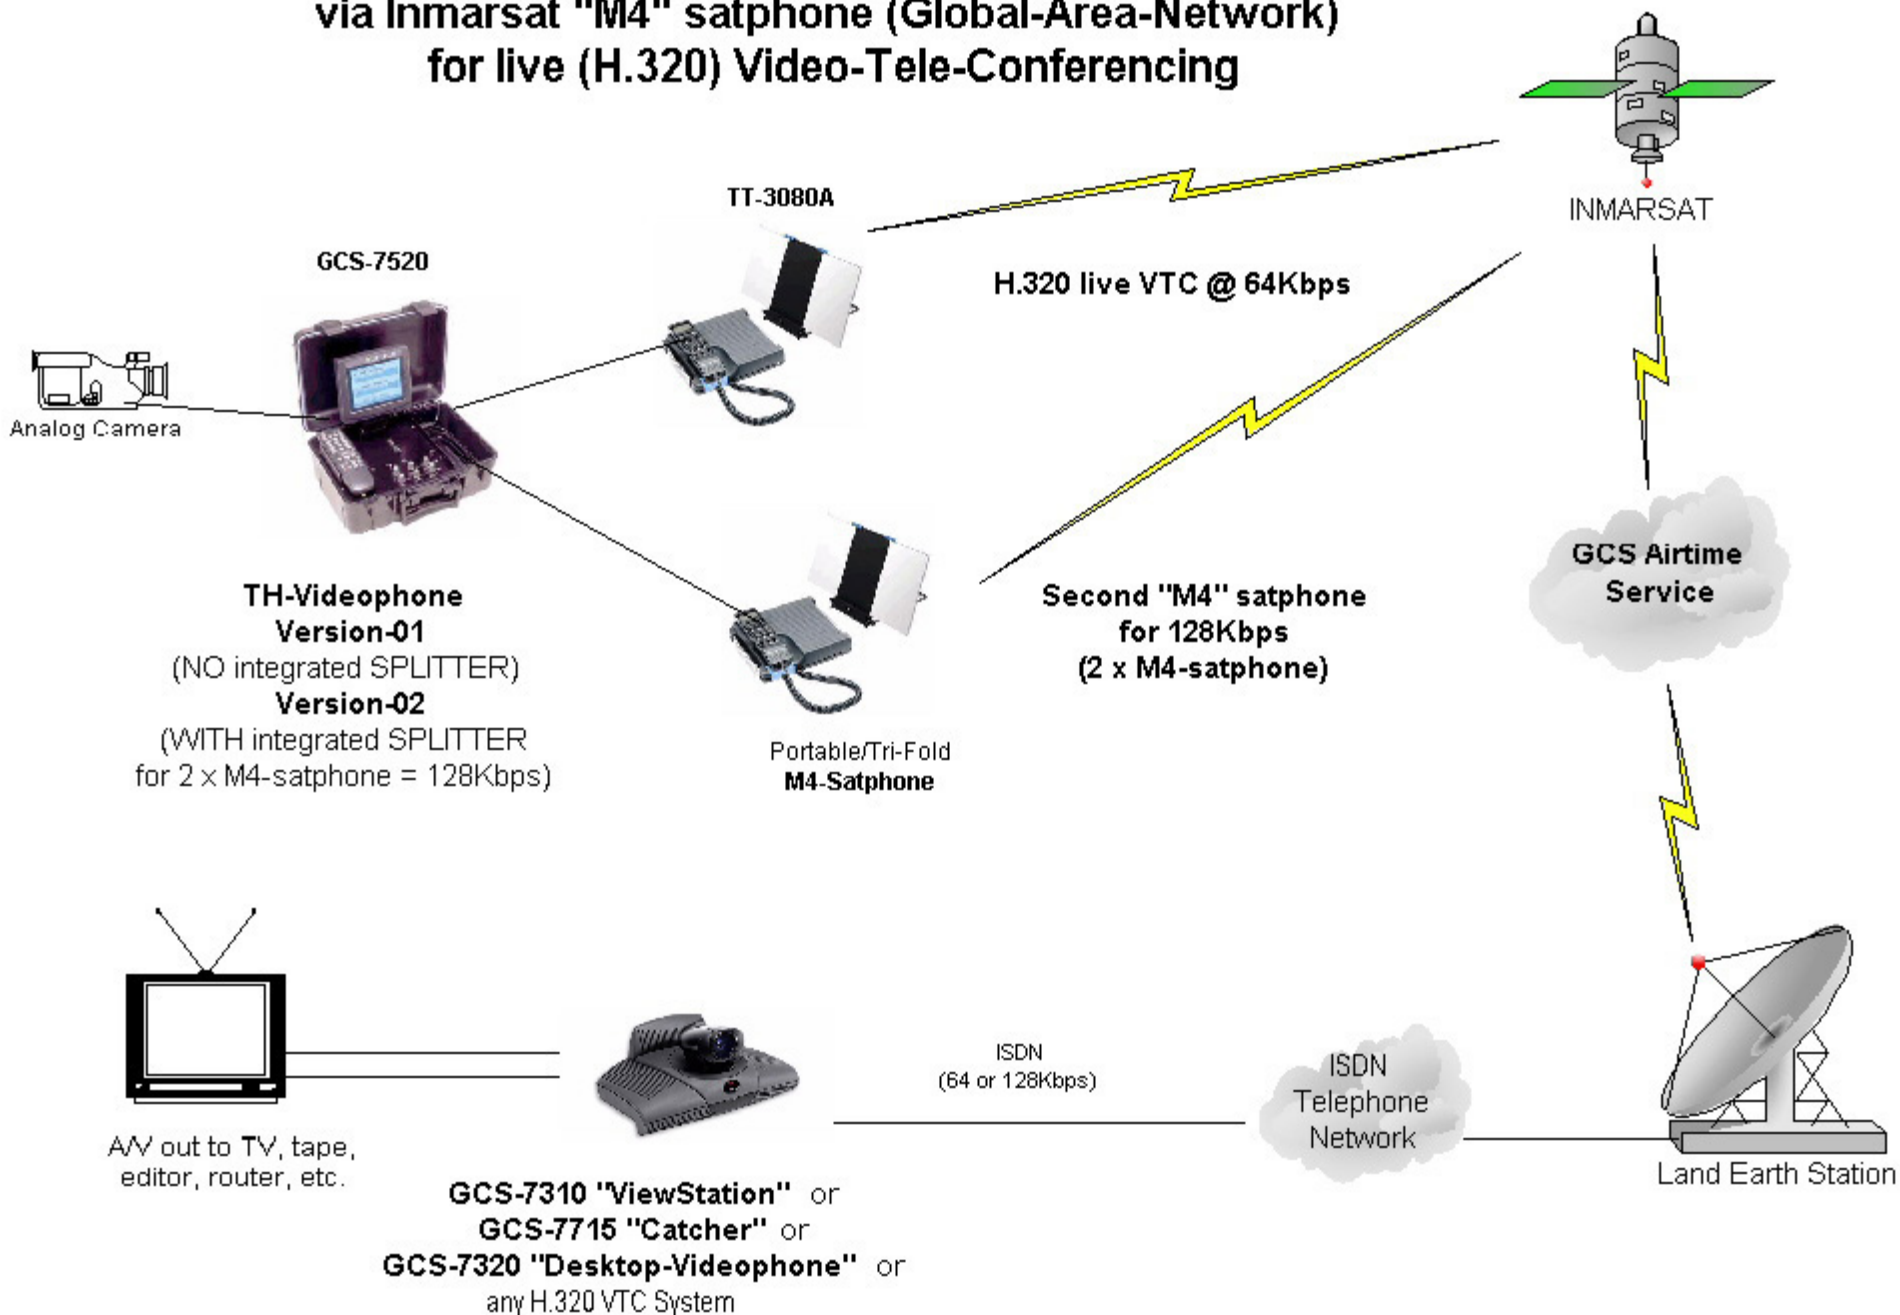 via Inmarsat "M4" satphone (Global-Area-Network)
for live (H.320) Video-Tele-Conferencing
INMARSAT
TT-3080A
GCS-7520
H.320 live VTC @ 64Kbps
Analog Camera
GCS Airtime
Service
TH-Videophone
Version-01
(NO integrated SPLITTER)
Version-02
(WITH integrated SPLITTER
for 2 x M4-satphone = 128Kbps)
Second "M4" satphone
for 128Kbps
(2 x M4-satphone)
Portable/Tri-Fold
M4-Satphone
ISDN
(64 or 128Kbps)
ISDN
Telephone
Network
Land Earth Station
A/V out to TV, tape,
editor, router, etc.
GCS-7310 "ViewStation" or
GCS-7715 "Catcher" or
GCS-7320 "Desktop-Videophone" or
any H.320 VTC System